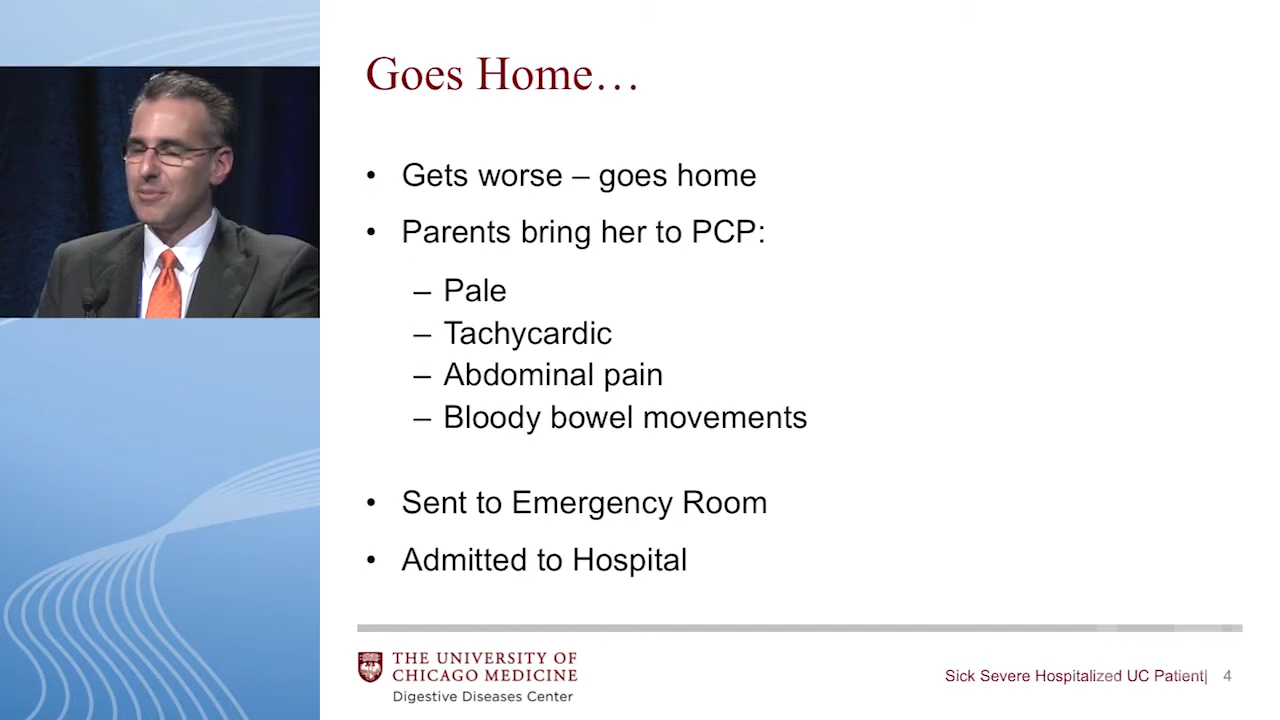 Goes Home…
• Gets worse – goes home
• Parents bring her to PCP:
– Pale
– Tachycardic
– Abdominal pain
– Bloody bowel movements
• Sent to Emergency Room
• Admitted to Hospital
THE UNIVERSITY OF
CHICAGO MEDICINE
Digestive Diseases Center
Sick Severe Hospitalized UC Patient| 4